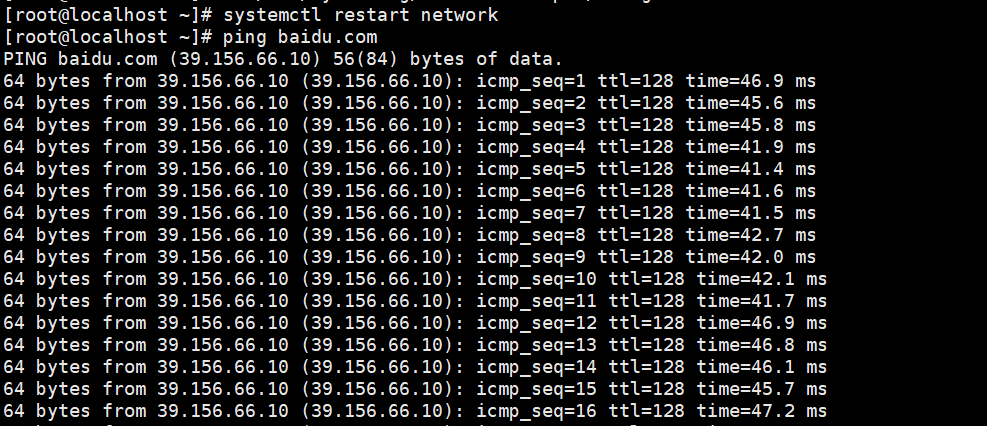 [root@localhost ~]# systemctl restart network
[root@localhost ~]# ping baidu.com
PING baidu.com (39.156.66.10) 56(84) bytes of data.
64 bytes from 39.156.66.10 (39.156.66.10): icmp_seq=1 ttl=128 time=46.9 ms
64 bytes from 39.156.66.10 (39.156.66.10): icmp_seq=2 ttl=128 time=45.6 ms
64 bytes from 39.156.66.10 (39.156.66.10): icmp_seq=3 ttl=128 time=45.8 ms
64 bytes from 39.156.66.10 (39.156.66.10): icmp_seq=4 ttl=128 time=41.9 ms
64 bytes from 39.156.66.10 (39.156.66.10): icmp_seq=5 ttl=128 time=41.4 ms
64 bytes from 39.156.66.10 (39.156.66.10): icmp_seq=6 ttl=128 time=41.6 ms
64 bytes from 39.156.66.10 (39.156.66.10): icmp_seq=7 ttl=128 time=41.5 ms
64 bytes from 39.156.66.10 (39.156.66.10): icmp_seq=8 ttl=128 time=42.7 ms
64 bytes from 39.156.66.10 (39.156.66.10): icmp_seq=9 ttl=128 time=42.0 ms
64 bytes from 39.156.66.10 (39.156.66.10): icmp_seq=10 ttl=128 time=42.1 ms
64 bytes from 39.156.66.10 (39.156.66.10): icmp_seq=11 ttl=128 time=41.7 ms
64 bytes from 39.156.66.10 (39.156.66.10): icmp_seq=12 ttl=128 time=46.9 ms
64 bytes from 39.156.66.10 (39.156.66.10): icmp_seq=13 ttl=128 time=46.8 ms
64 bytes from 39.156.66.10 (39.156.66.10): icmp_seq=14 ttl=128 time=46.1 ms
64 bytes from 39.156.66.10 (39.156.66.10): icmp_seq=15 ttl=128 time=45.7 ms
64 bytes from 39.156.66.10 (39.156.66.10): icmp_seq=16 ttl=128 time=47.2 ms